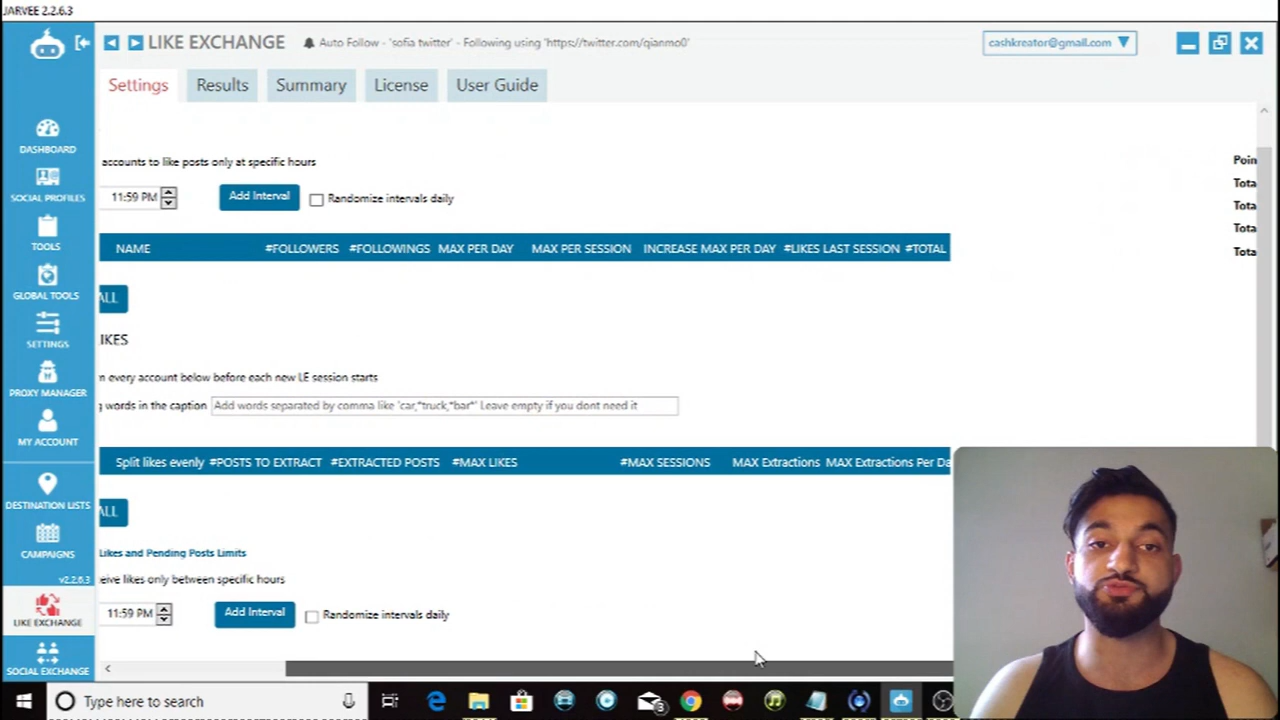 JARVEE 2.2.6.3
LIKE EXCHANGE
Auto Follow - 'sofia twitter' - Following using 'https://twitter.com/qianmo0'
cashkreator@gmail.com
Settings
Results
Summary
License
User Guide
DASHBOARD
SOCIAL PROFILES
TOOLS
GLOBAL TOOLS
SETTINGS
PROXY MANAGER
MY ACCOUNT
DESTINATION LISTS
CAMPAIGNS
v2.2.6.3
LIKE EXCHANGE
SOCIAL EXCHANGE
accounts to like posts only at specific hours
11:59 PM
Add Interval
Randomize intervals daily
Poin
Tota
Tota
Tota
Tota
NAME #FOLLOWERS #FOLLOWINGS MAX PER DAY MAX PER SESSION INCREASE MAX PER DAY #LIKES LAST SESSION #TOTAL
ALL
IKES
every account below before each new LE session starts
words in the caption
Add words separated by comma like 'car,*truck,*bar*' Leave empty if you dont need it
Split likes evenly #POSTS TO EXTRACT #EXTRACTED POSTS #MAX LIKES #MAX SESSIONS MAX Extractions MAX Extractions Per Da
ALL
Likes and Pending Posts Limits
eive likes only between specific hours
11:59 PM
Add Interval
Randomize intervals daily
Type here to search
3